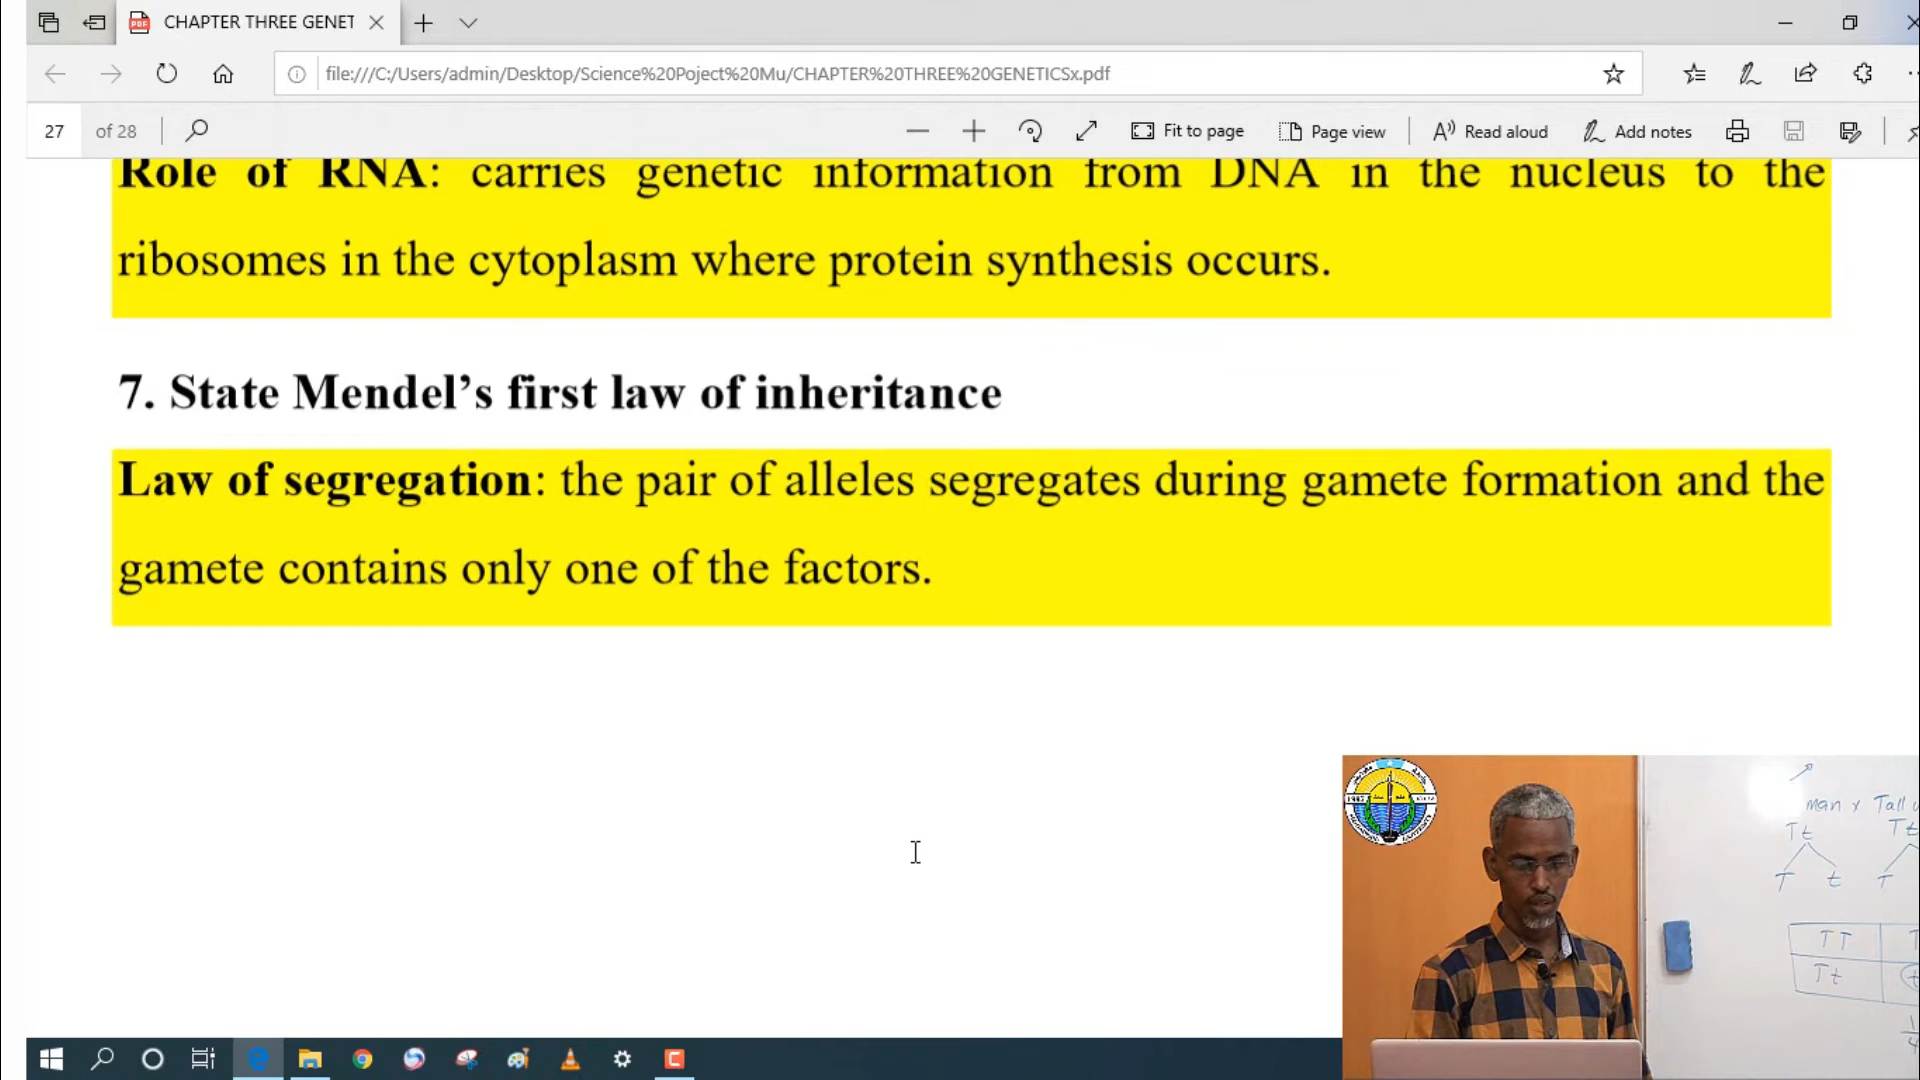 CHAPTER THREE GENET
file:///C:/Users/admin/Desktop/Science%20Poject%20Mu/CHAPTER%20THREE%20GENETICSx.pdf
27 of 28
Fit to page
Page view
Read aloud
Add notes
Role of RNA: carries genetic information from DNA in the nucleus to the
ribosomes in the cytoplasm where protein synthesis occurs.
7. State Mendel’s first law of inheritance
Law of segregation: the pair of alleles segregates during gamete formation and the
gamete contains only one of the factors.
man x Tall
Tt Tt
T t T
TT
Tt